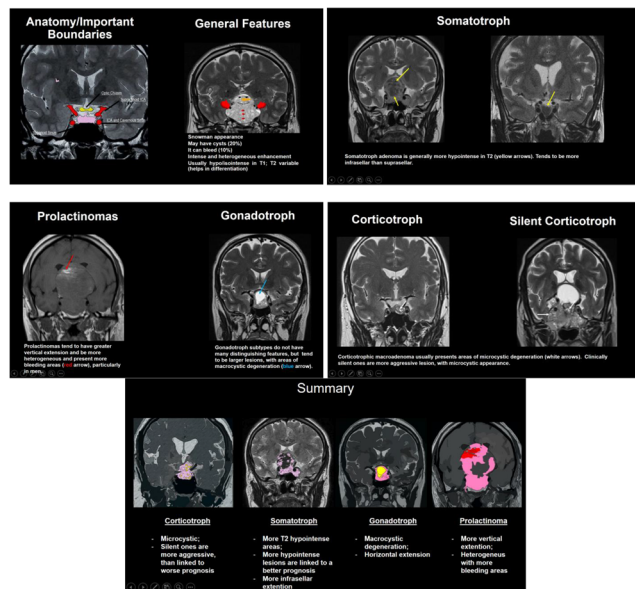 Anatomy/Important
Boundaries
Optic Chiasm
ICA and Cavernous Sinus
General Features
Snowman appearance
May have cysts (20%)
It can bleed (10%)
Intense and heterogeneous enhancement
Usually hypo/isointense in T1; T2 variable
(helps in differentiation)
Somatotroph
Somatotroph adenoma is generally more hypointense in T2 (yellow arrows). Tends to be more
infrasellar than suprasellar.
Prolactinomas
Prolactinomas tend to have greater
vertical extension and be more
heterogeneous and present more
bleeding areas (red arrow), particularly
in men.
Gonadotroph
Gonadotroph subtypes do not have
many distinguishing features, but tend
to be larger lesions, with areas of
macrocystic degeneration (blue arrow).
Corticotroph
Silent Corticotroph
Corticotrophic macroadenoma usually presents areas of microcystic degeneration (white arrows). Clinically
silent ones are more aggressive lesion, with microcystic appearance.
Summary
Corticotroph
- Microcystic;
- Silent ones are
more aggressive,
than linked to
worse prognosis
Somatotroph
- More T2 hypointense
areas;
- More hypointense
lesions are linked to a
better prognosis
- More infrasellar
extention
Gonadotroph
- Macrocystic
degeneration;
- Horizontal extension
Prolactinoma
- More vertical
extention;
- Heterogeneus
with more
bleeding areas